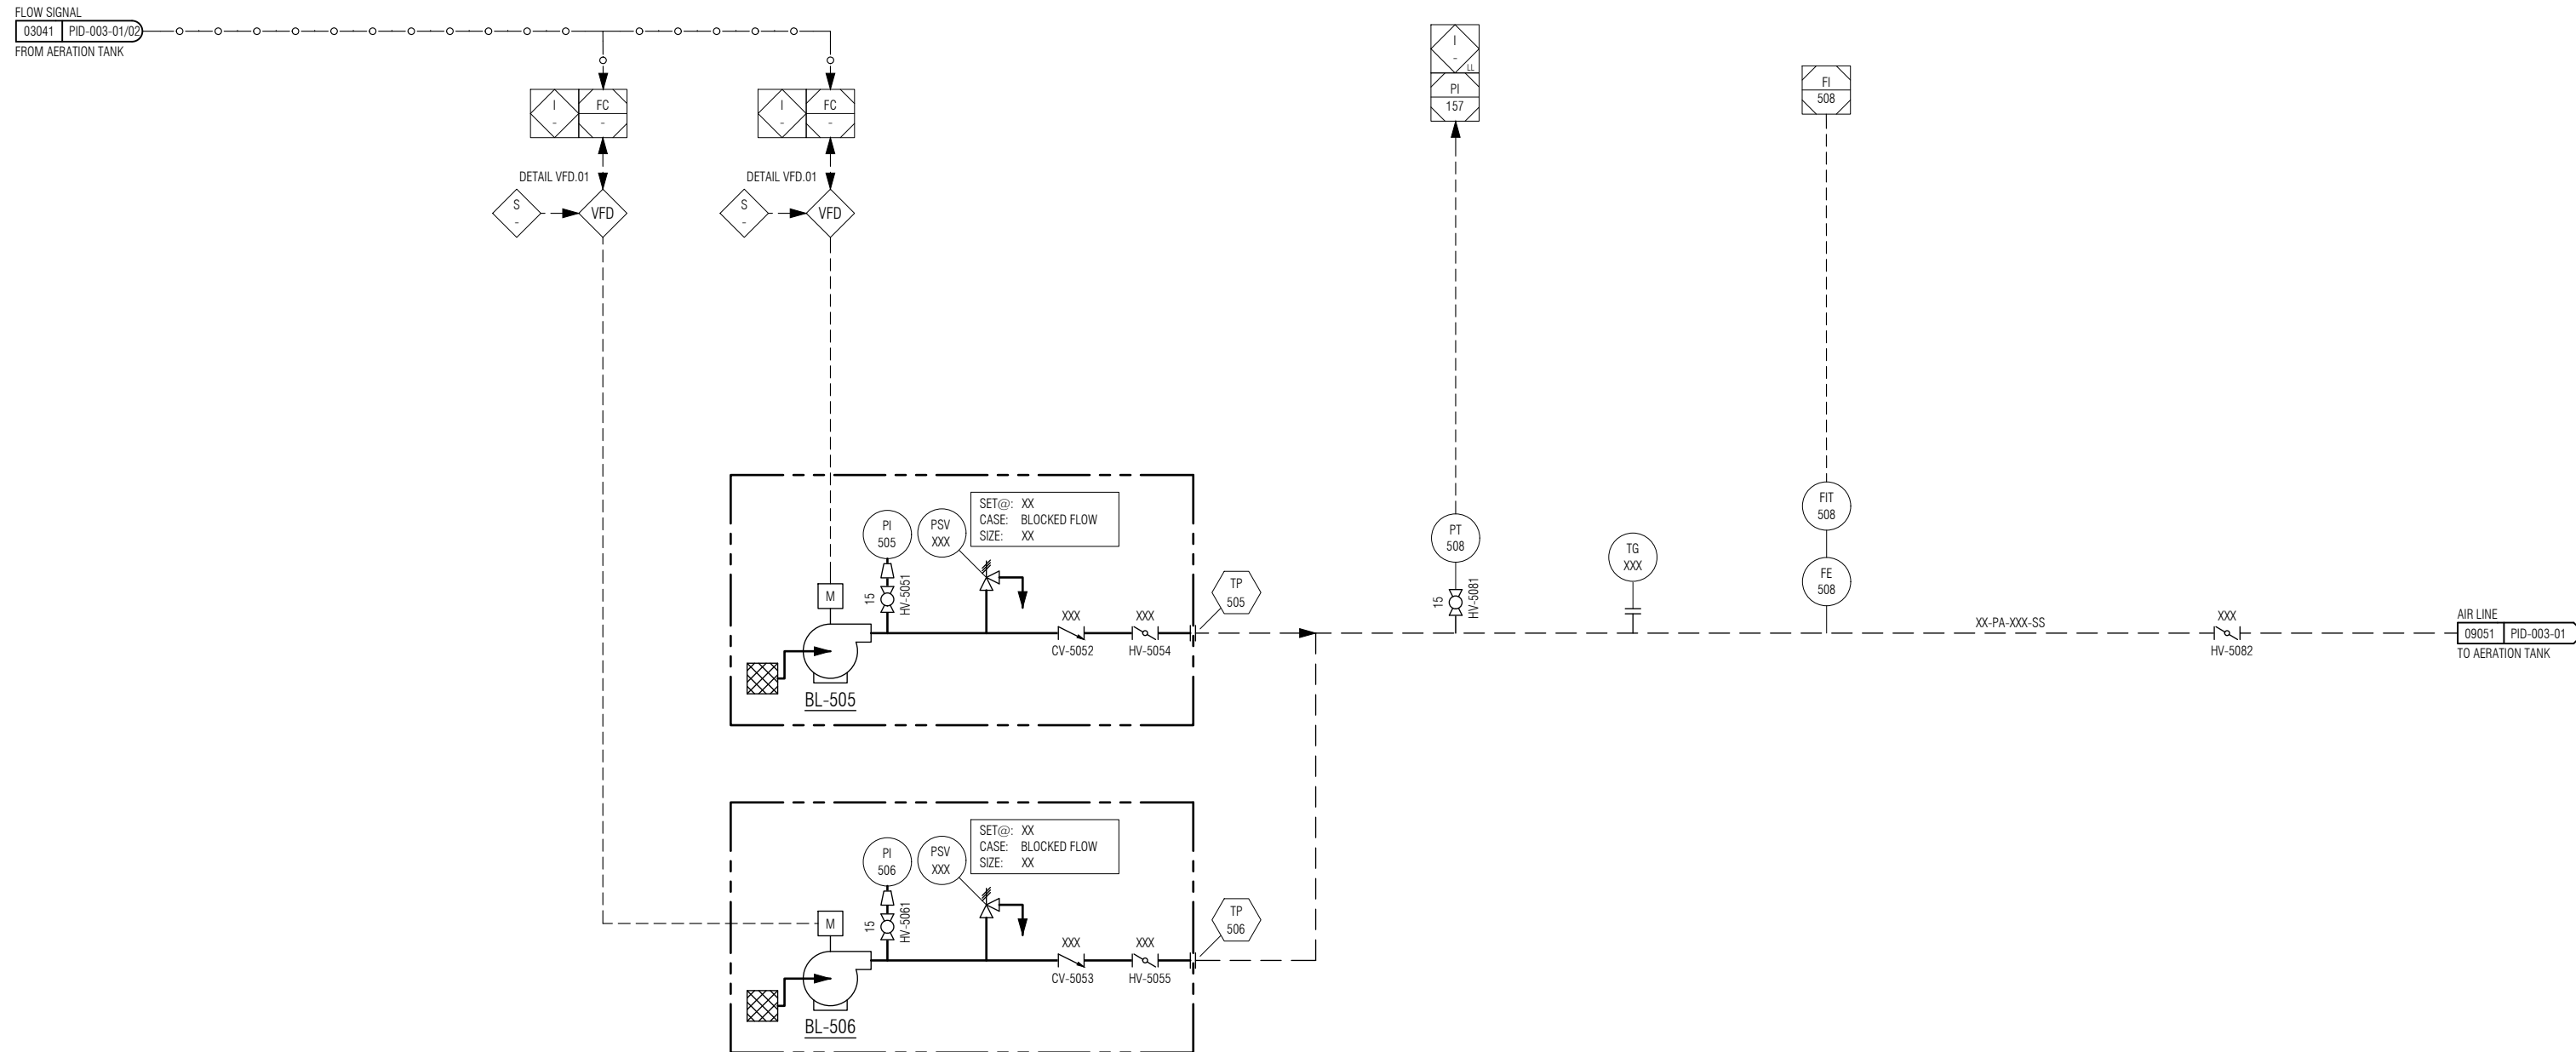 FLOW SIGNAL
03041 PID-003-01/02
FROM AERATION TANK
I
-
FC
-
I
-
FC
-
I
-
LL
PI
157
FI
508
DETAIL VFD.01
S
-
VFD
DETAIL VFD.01
S
-
VFD
SET@: XX
CASE: BLOCKED FLOW
SIZE: XX
PI
505
PSV
XXX
15
HV-5051
M
XXX
CV-5052
XXX
HV-5054
TP
505
BL-505
PT
508
15
HV-5081
TG
XXX
FIT
508
FE
508
XX-PA-XXX-SS
XXX
HV-5082
AIR LINE
09051 PID-003-01
TO AERATION TANK
SET@: XX
CASE: BLOCKED FLOW
SIZE: XX
PI
506
PSV
XXX
15
HV-5061
M
XXX
CV-5053
XXX
HV-5055
TP
506
BL-506